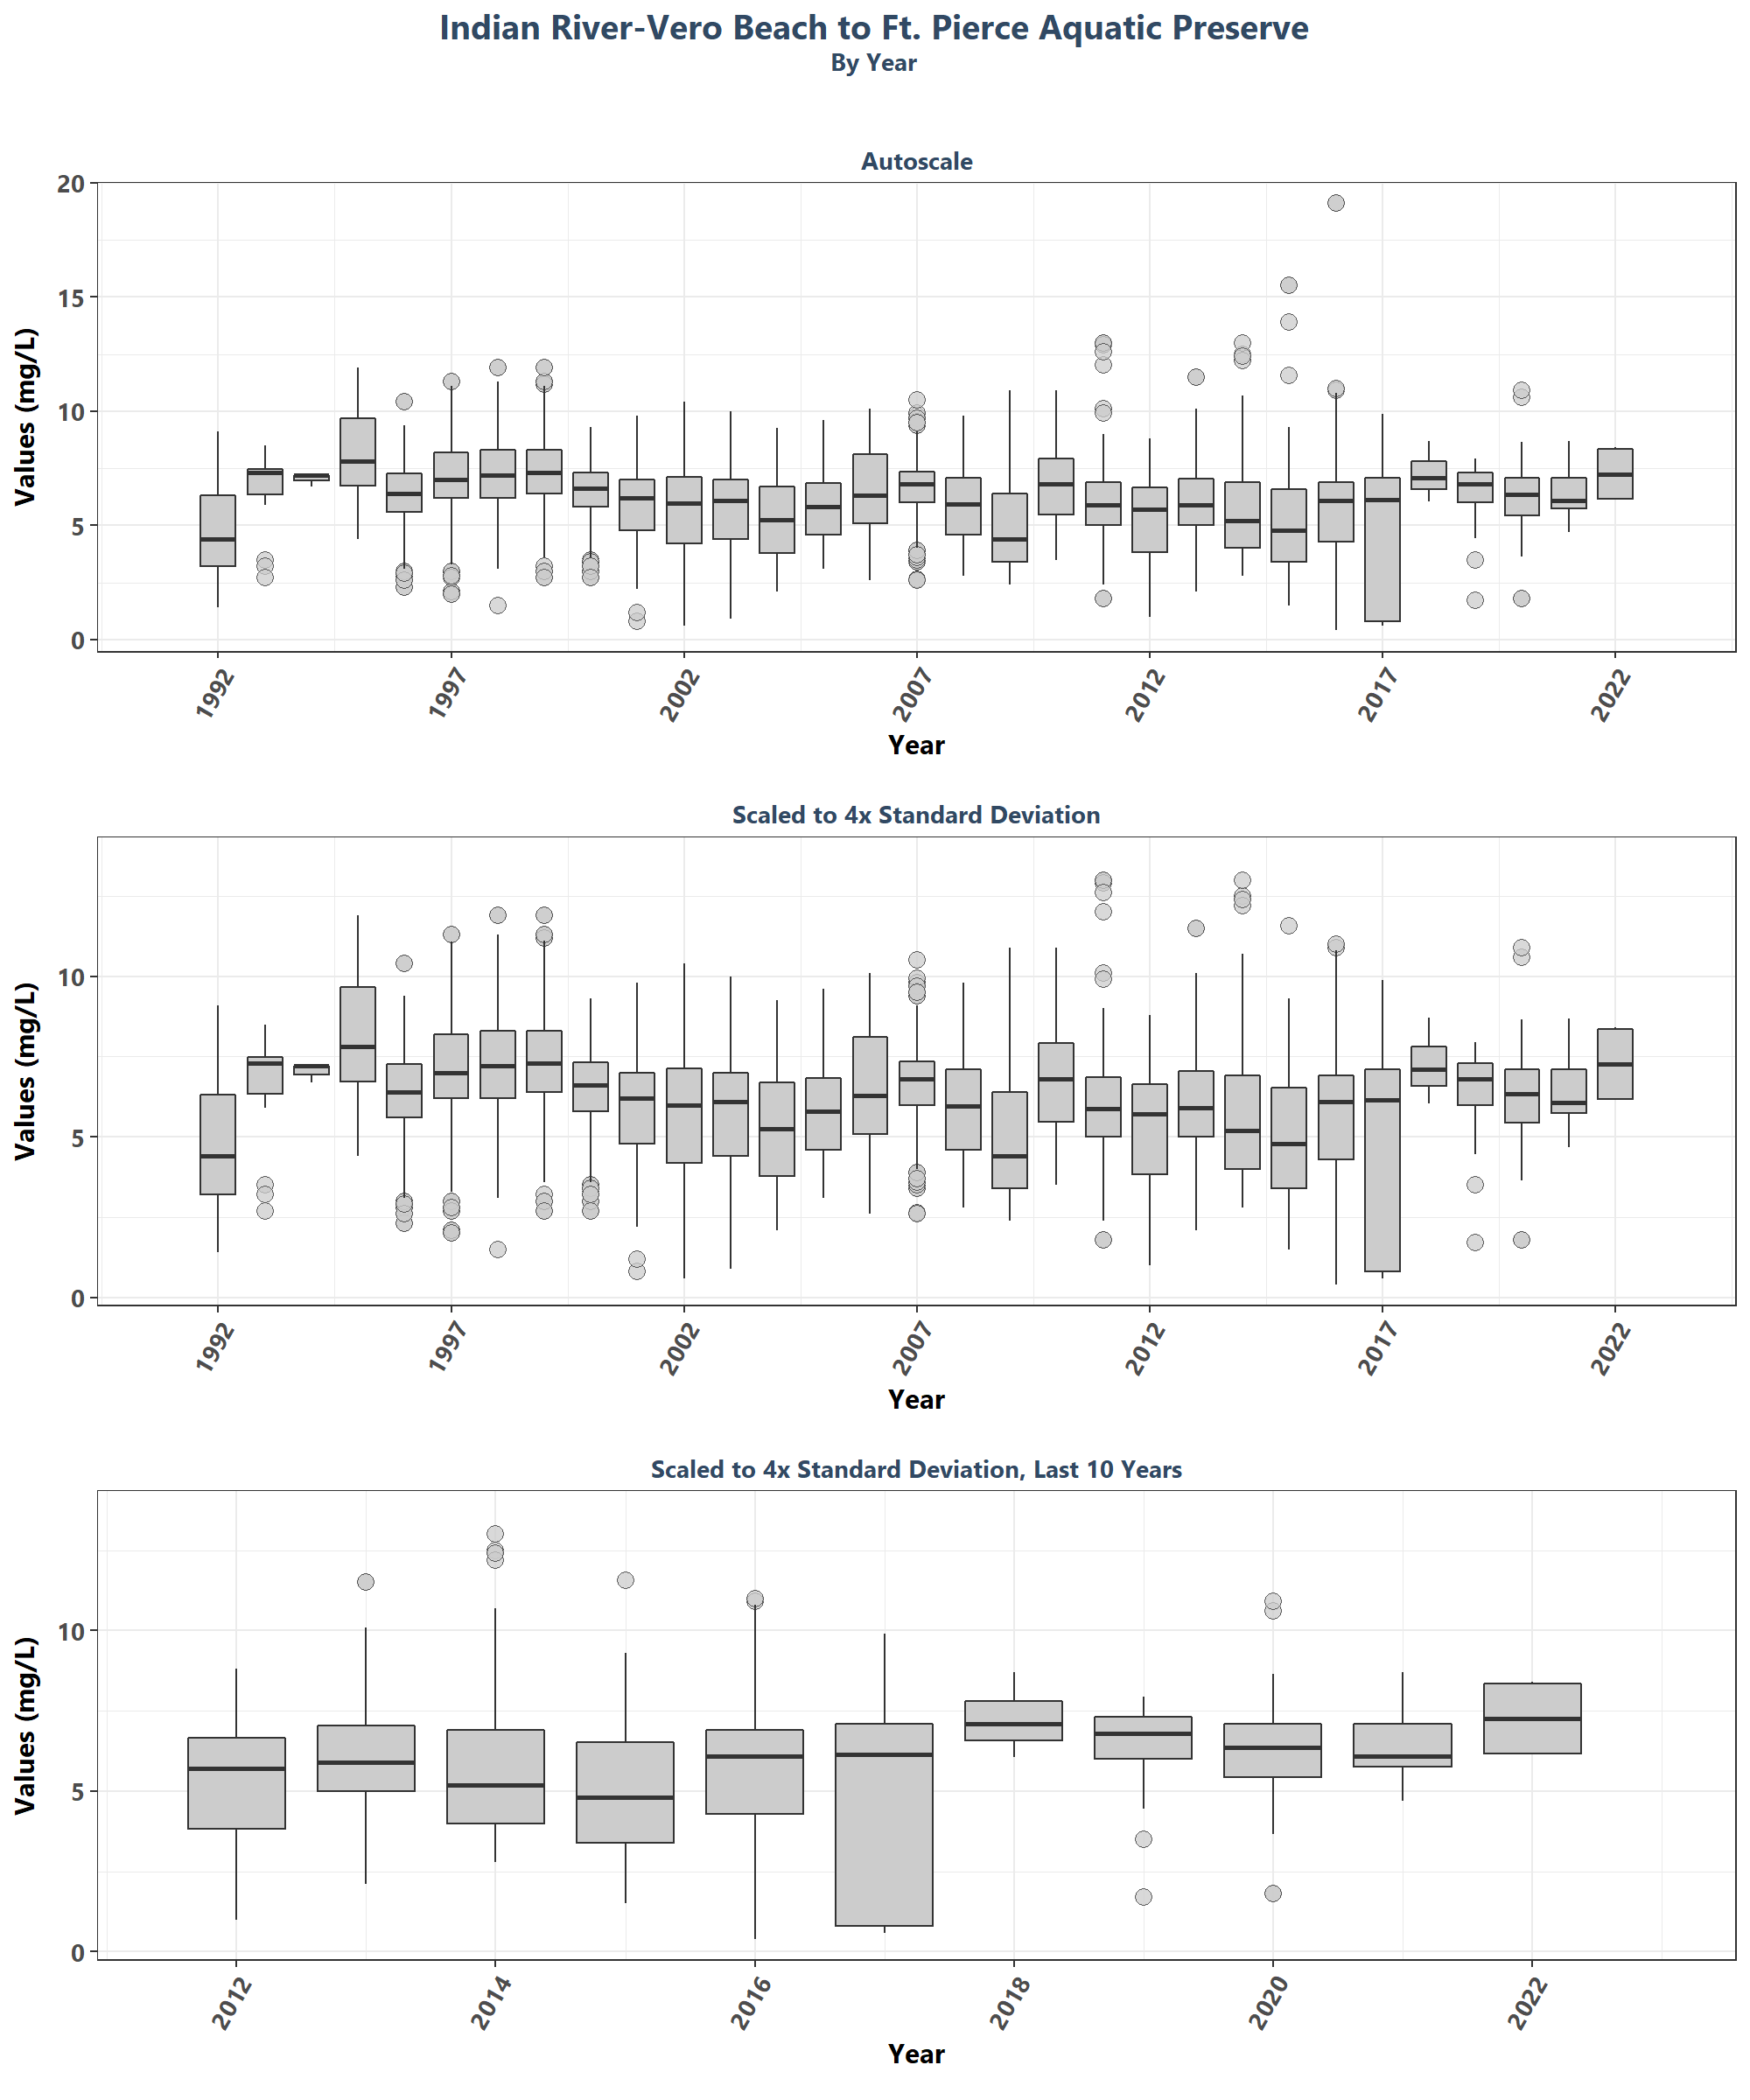 Indian River-Vero Beach to Ft. Pierce Aquatic Preserve
By Year
Autoscale
Values (mg/L)
20
15
10
5
0
1992
1997
2002
2007
2012
2017
2022
Year
Scaled to 4x Standard Deviation
Values (mg/L)
10
5
0
1992
1997
2002
2007
2012
2017
2022
Year
Scaled to 4x Standard Deviation, Last 10 Years
Values (mg/L)
10
5
0
2012
2014
2016
2018
2020
2022
Year